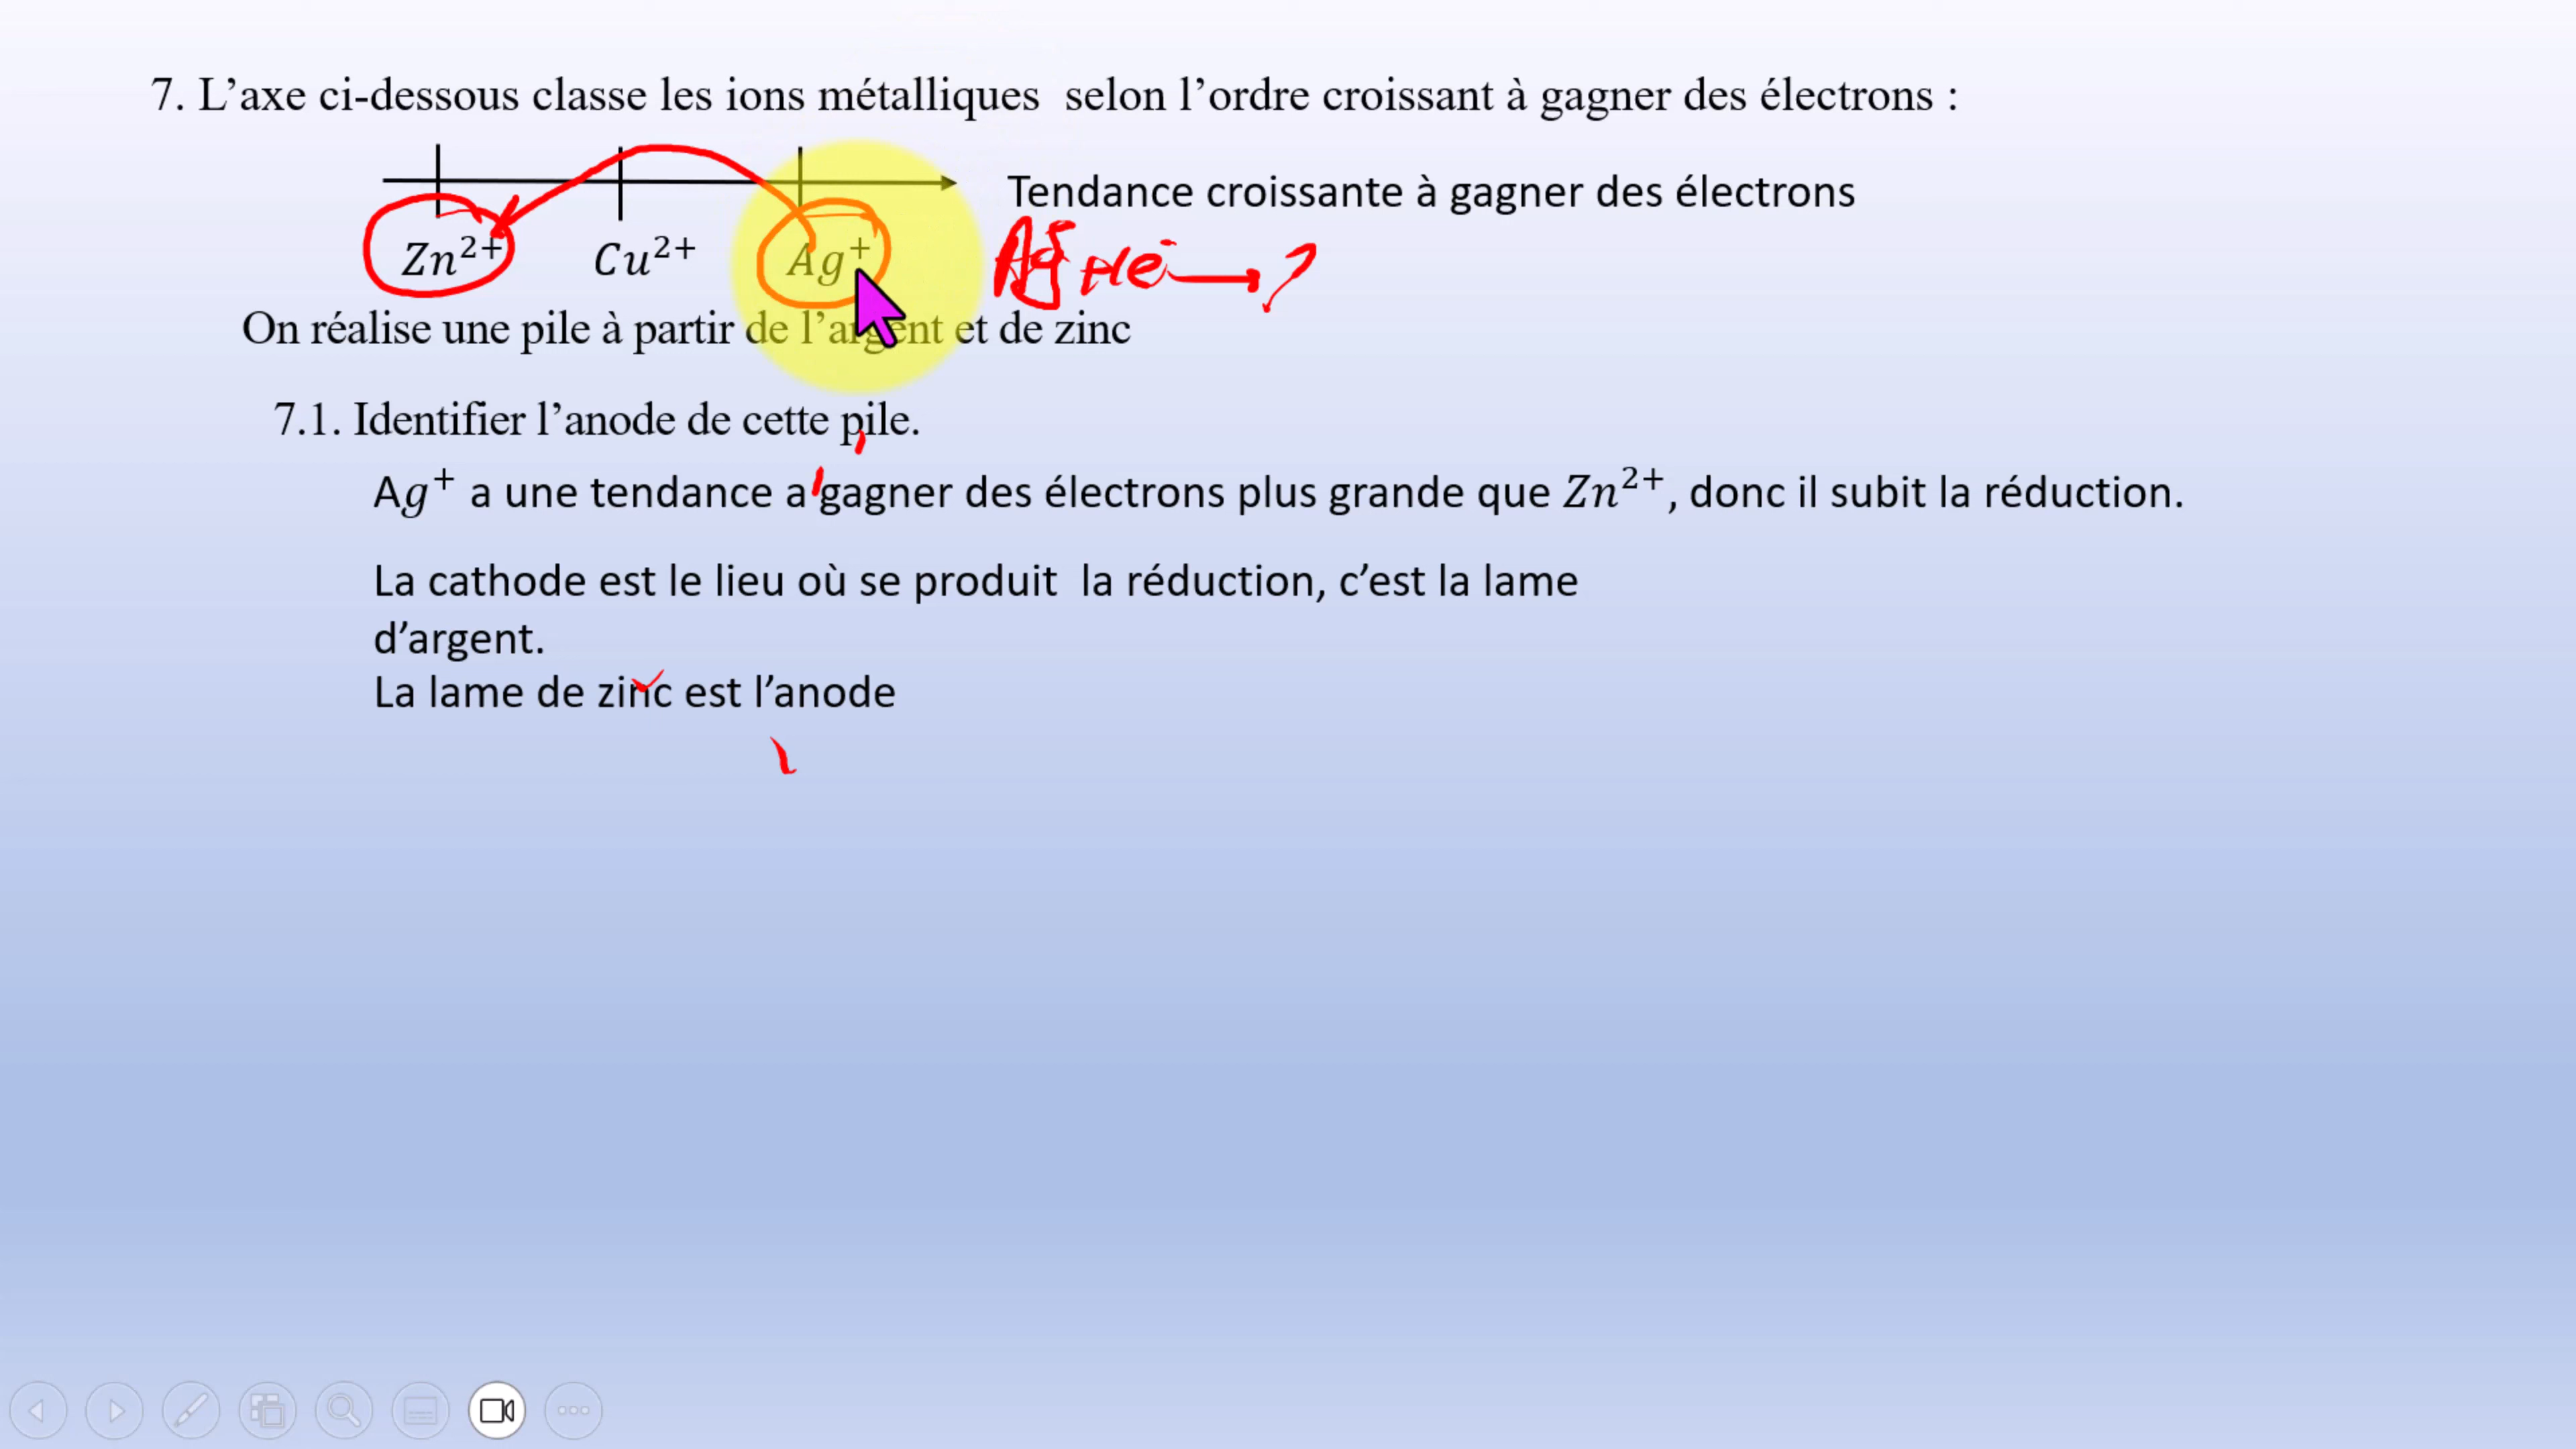 7. L’axe ci-dessous classe les ions métalliques selon l’ordre croissant à gagner des électrons :
Tendance croissante à gagner des électrons
Zn²⁺ Cu²⁺ Ag⁺
On réalise une pile à partir de l’argent et de zinc
7.1. Identifier l’anode de cette pile.
Ag⁺ a une tendance a gagner des électrons plus grande que Zn²⁺, donc il subit la réduction.
La cathode est le lieu où se produit la réduction, c’est la lame
d’argent.
La lame de zinc est l’anode